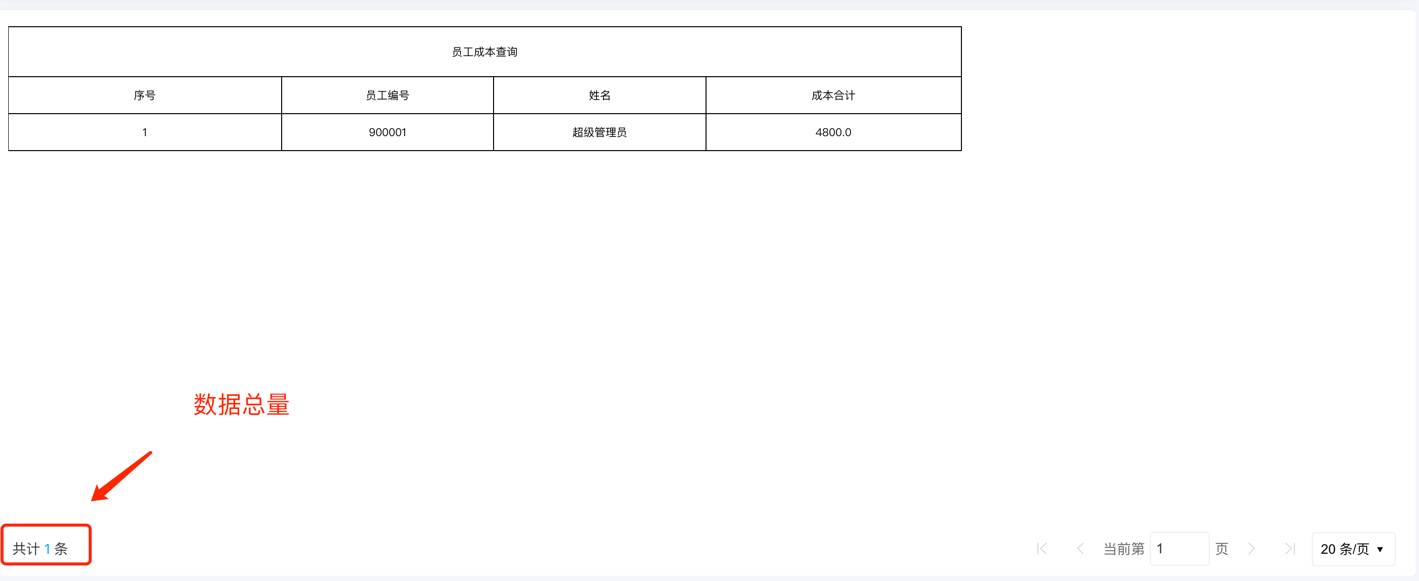 员工成本查询
序号 员工编号 姓名 成本合计
1 900001 超级管理员 4800.0
数据总量
共计 1 条 当前第 1 页 20 条/页